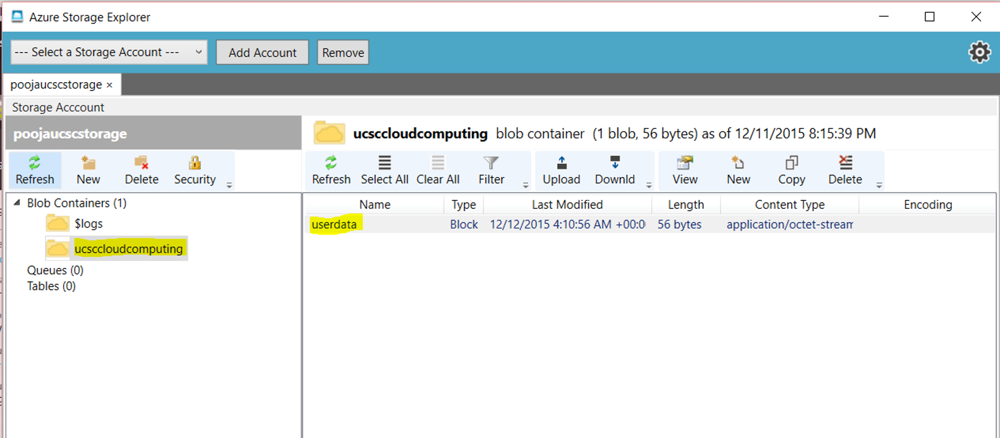 Azure Storage Explorer
--- Select a Storage Account --- Add Account Remove
poojaucscstorage ×
Storage Acccount
poojaucscstorage
ucsccloudcomputing blob container (1 blob, 56 bytes) as of 12/11/2015 8:15:39 PM
Refresh New Delete Security
Refresh Select All Clear All Filter Upload Downld View New Copy Delete
Blob Containers (1)
$logs
ucsccloudcomputing
Queues (0)
Tables (0)
Name Type Last Modified Length Content Type Encoding
userdata Block 12/12/2015 4:10:56 AM +00:0 56 bytes application/octet-stream